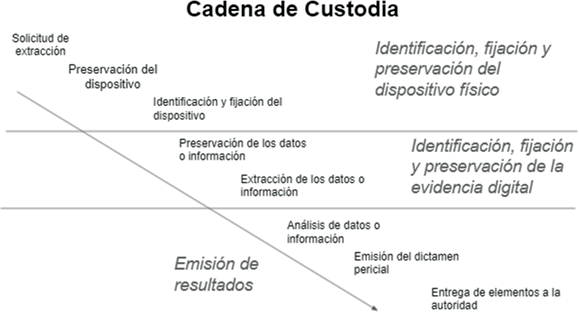 Cadena de Custodia
Solicitud de
extracción
Preservación del
dispositivo
Identificación y fijación del
dispositivo
Identificación, fijación y
preservación del
dispositivo físico
Preservación de los datos
o información
Extracción de los datos o
información
Identificación, fijación
y preservación de la
evidencia digital
Análisis de datos o
información
Emisión del dictamen
pericial
Entrega de elementos a la
autoridad
Emisión de
resultados